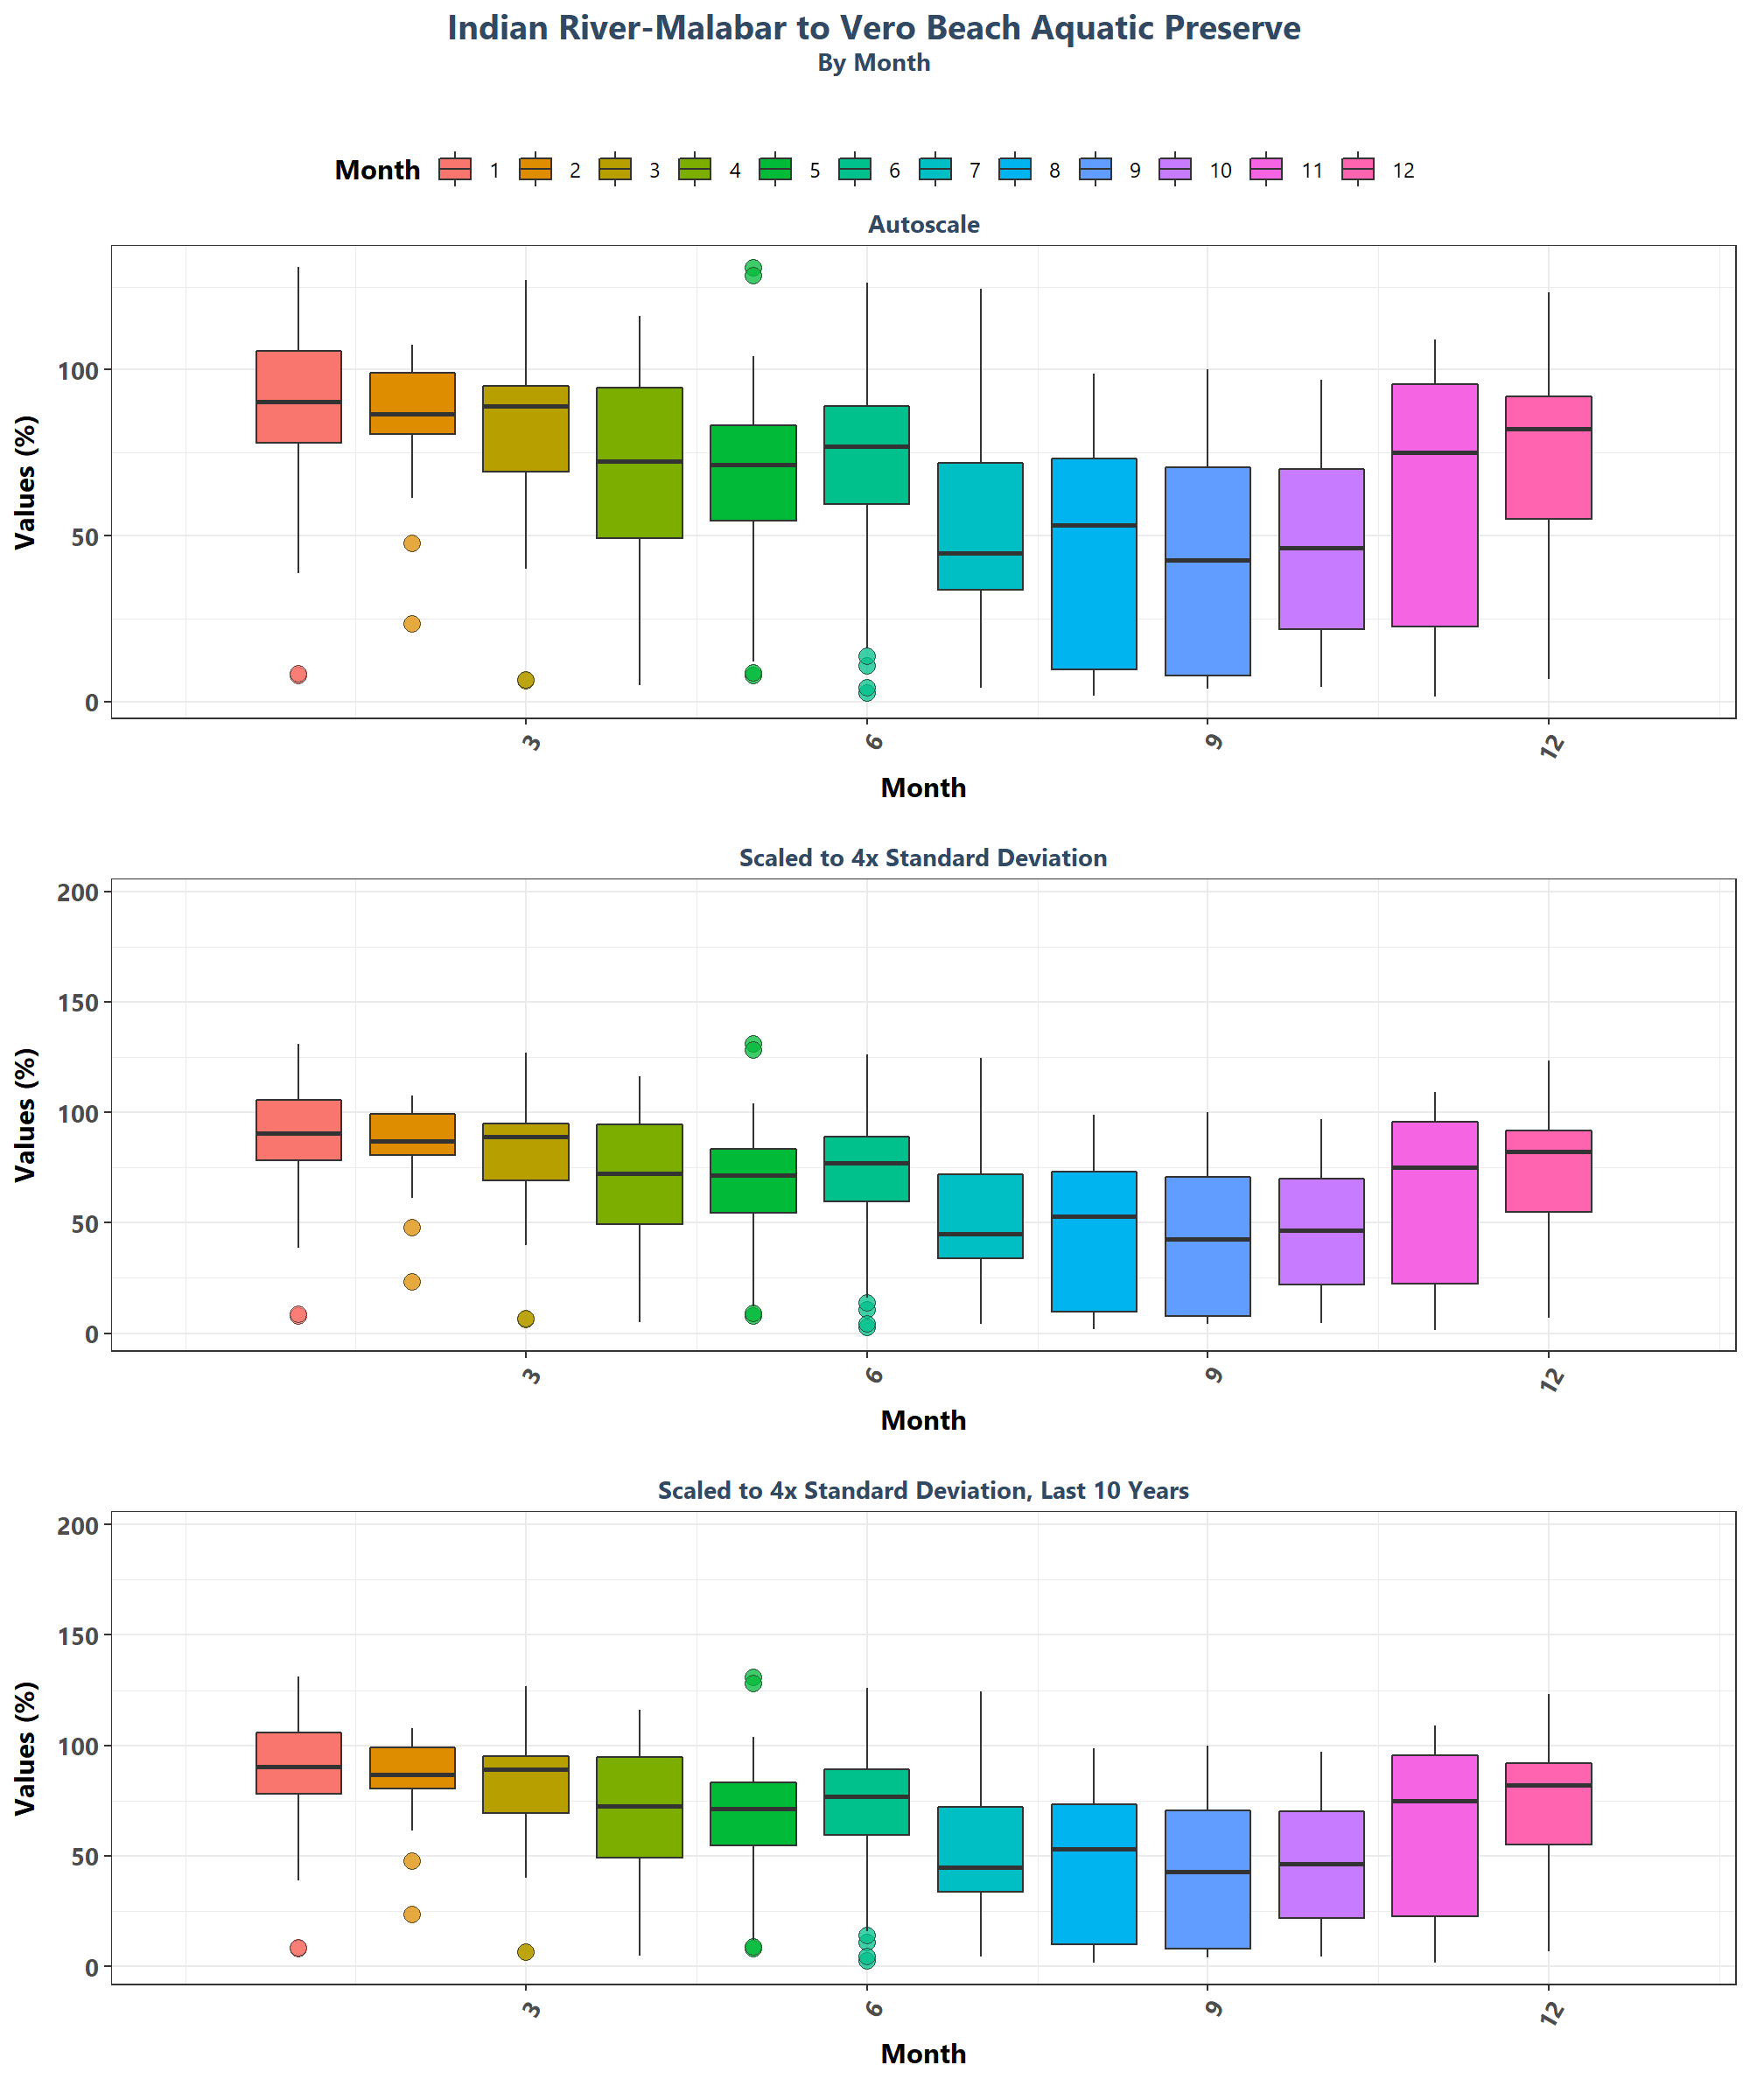 Indian River-Malabar to Vero Beach Aquatic Preserve
By Month
Month 1 2 3 4 5 6 7 8 9 10 11 12
Autoscale
Values (%)
100
50
0
3 6 9 12
Month
Scaled to 4x Standard Deviation
Values (%)
200
150
100
50
0
3 6 9 12
Month
Scaled to 4x Standard Deviation, Last 10 Years
Values (%)
200
150
100
50
0
3 6 9 12
Month